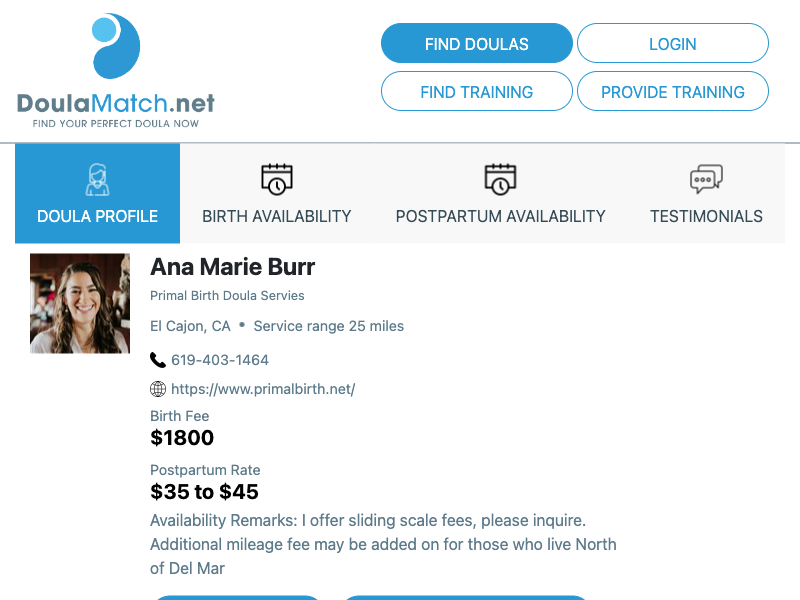 DoulaMatch.net
FIND YOUR PERFECT DOULA NOW
FIND DOULAS
LOGIN
FIND TRAINING
PROVIDE TRAINING
DOULA PROFILE
BIRTH AVAILABILITY
POSTPARTUM AVAILABILITY
TESTIMONIALS
Ana Marie Burr
Primal Birth Doula Servies
El Cajon, CA • Service range 25 miles
619-403-1464
https://www.primalbirth.net/
Birth Fee
$1800
Postpartum Rate
$35 to $45
Availability Remarks: I offer sliding scale fees, please inquire.
Additional mileage fee may be added on for those who live North
of Del Mar